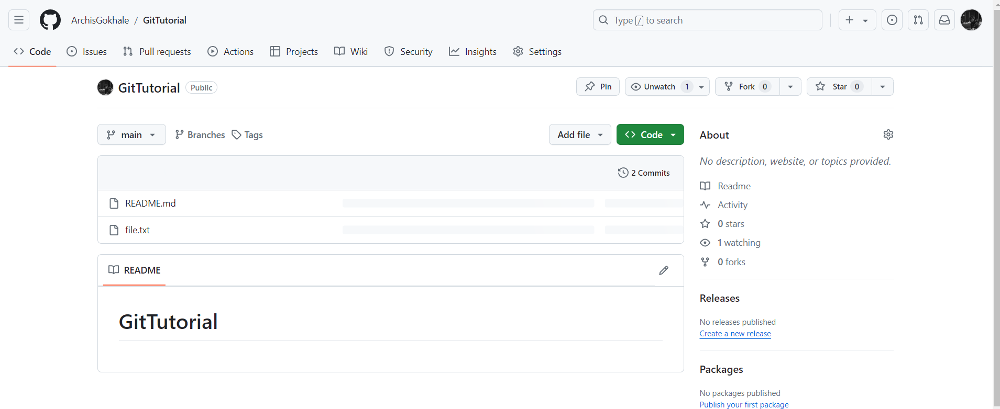 ArchisGokhale / GitTutorial
Type / to search
Code Issues Pull requests Actions Projects Wiki Security Insights Settings
GitTutorial Public
Pin Unwatch 1 Fork 0 Star 0
main Branches Tags
Add file Code
2 Commits
README.md
file.txt
README
GitTutorial
About
No description, website, or topics provided.
Readme
Activity
0 stars
1 watching
0 forks
Releases
No releases published
Create a new release
Packages
No packages published
Publish your first package